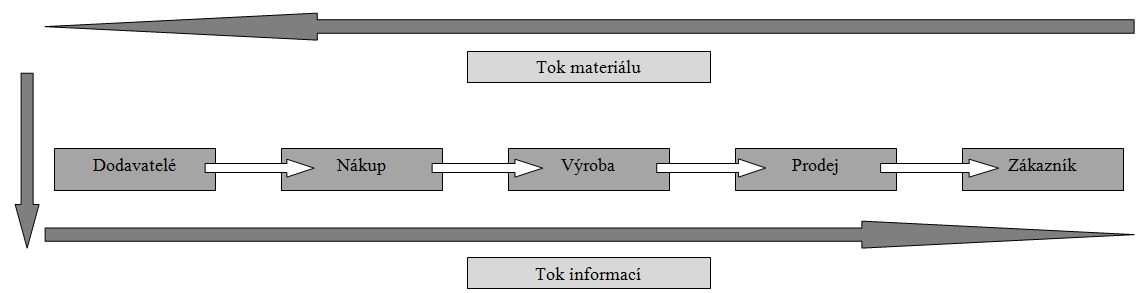 Tok materiálu
Dodavatelé
Nákup
Výroba
Prodej
Zákazník
Tok informací